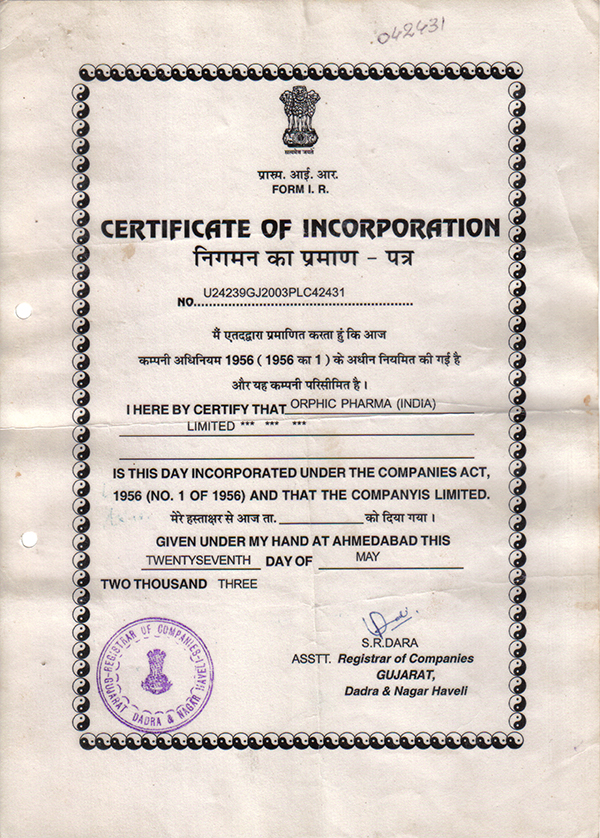 042431
सत्यमेव जयते
प्रारूप. आई. आर.
FORM I. R.
CERTIFICATE OF INCORPORATION
निगमन का प्रमाण - पत्र
NO. U24239GJ2003PLC42431
मैं एतद्द्वारा प्रमाणित करता हुं कि आज
कम्पनी अधिनियम 1956 ( 1956 का 1 ) के अधीन नियमित की गई है
और यह कम्पनी परिसीमित है ।
I HERE BY CERTIFY THAT ORPHIC PHARMA (INDIA)
LIMITED *** *** ***
IS THIS DAY INCORPORATED UNDER THE COMPANIES ACT,
1956 (NO. 1 OF 1956) AND THAT THE COMPANYIS LIMITED.
मेरे हस्ताक्षर से आज ता. ____________ को दिया गया ।
GIVEN UNDER MY HAND AT AHMEDABAD THIS
TWENTYSEVENTH DAY OF MAY
TWO THOUSAND THREE
S.R.DARA
ASSTT. Registrar of Companies
GUJARAT,
Dadra & Nagar Haveli
REGISTRAR OF COMPANIES
GUJARAT DADRA & NAGAR HAVELI